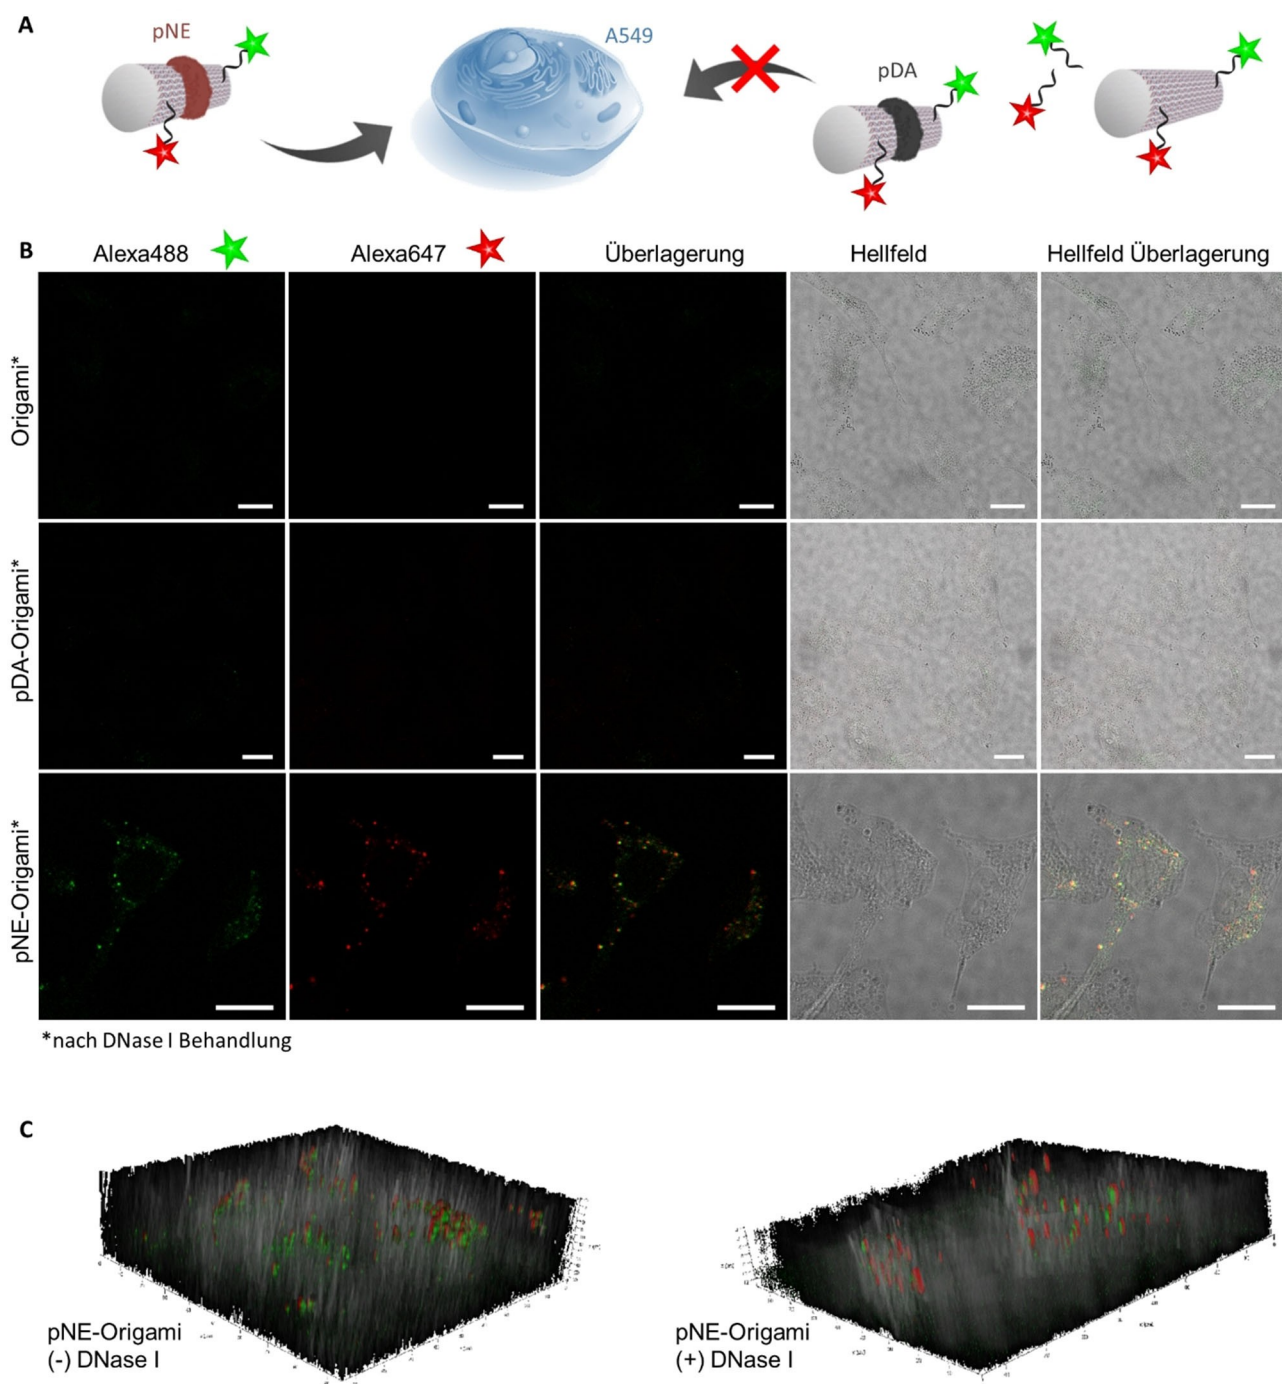 A
pNE
A549
pDA
B
Alexa488
Alexa647
Überlagerung
Hellfeld
Hellfeld Überlagerung
Origami*
pDA-Origami*
pNE-Origami*
*nach DNase I Behandlung
C
pNE-Origami
(-) DNase I
pNE-Origami
(+) DNase I